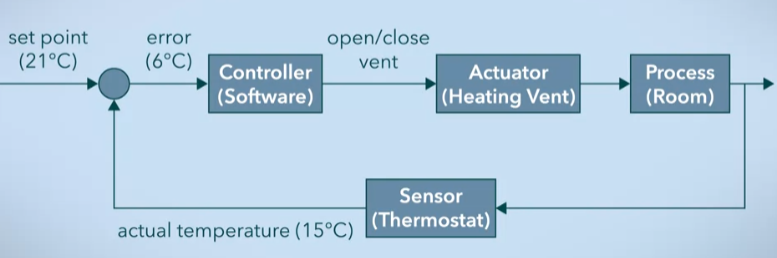 set point
(21°C)
error
(6°C)
Controller
(Software)
open/close
vent
Actuator
(Heating Vent)
Process
(Room)
Sensor
(Thermostat)
actual temperature (15°C)